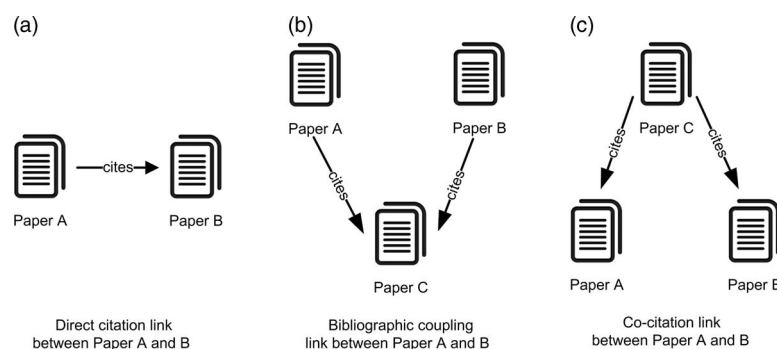 (a)
Paper A
cites
Paper B
Direct citation link
between Paper A and B
(b)
Paper A
Paper B
cites
cites
Paper C
Bibliographic coupling
link between Paper A and B
(c)
Paper C
cites
cites
Paper A
Paper B
Co-citation link
between Paper A and B